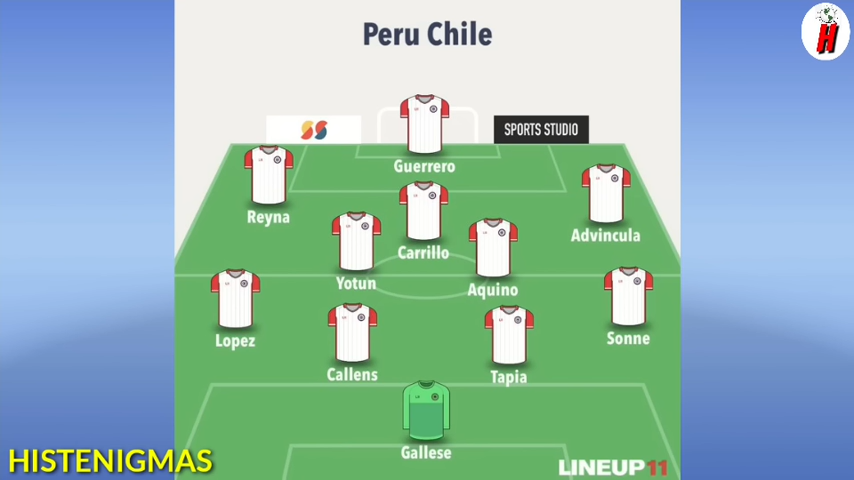 Peru Chile
H
SPORTS STUDIO
Guerrero
Reyna
Advincula
Carrillo
Yotun
Aquino
Lopez
Sonne
Callens
Tapia
Gallese
HISTENIGMAS
LINEUP11